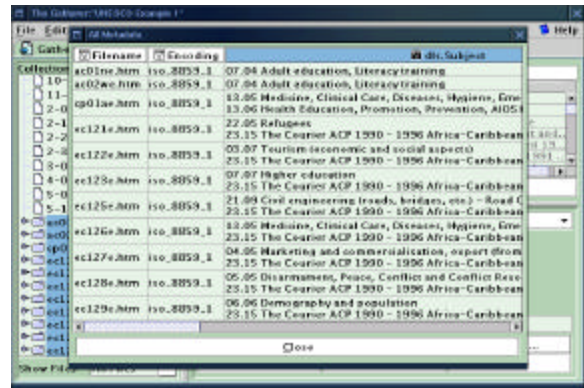 The Gatherer: "UNESCO Example 1"
File Edit Help
All Metadata
Filename Encoding dls.Subject
Collection
ac01ne.htm iso_8859_1 07.04 Adult education, Literacy training
ac02we.htm iso_8859_1 07.04 Adult education, Literacy training
cp01ae.htm iso_8859_1 13.05 Medicine, Clinical Care, Diseases, Hygiene, Eme
13.06 Health Education, Promotion, Prevention, AIDS
ec121e.htm iso_8859_1 22.05 Refugees
23.15 The Courier ACP 1990 - 1996 Africa-Caribbean
ec122e.htm iso_8859_1 03.07 Tourism (economic and social aspects)
23.15 The Courier ACP 1990 - 1996 Africa-Caribbean
ec123e.htm iso_8859_1 07.07 Higher education
23.15 The Courier ACP 1990 - 1996 Africa-Caribbean
ec125e.htm iso_8859_1 21.09 Civil engineering (roads, bridges, etc.) - Road C
23.15 The Courier ACP 1990 - 1996 Africa-Caribbean
ec126e.htm iso_8859_1 13.05 Medicine, Clinical Care, Diseases, Hygiene, Eme
23.15 The Courier ACP 1990 - 1996 Africa-Caribbean
ec127e.htm iso_8859_1 04.05 Marketing and commercialisation, export (from
23.15 The Courier ACP 1990 - 1996 Africa-Caribbean
ec128e.htm iso_8859_1 05.05 Disarmament, Peace, Conflict and Conflict Reso
23.15 The Courier ACP 1990 - 1996 Africa-Caribbean
ec129e.htm iso_8859_1 06.06 Demography and population
23.15 The Courier ACP 1990 - 1996 Africa-Caribbean
Close
Show Files